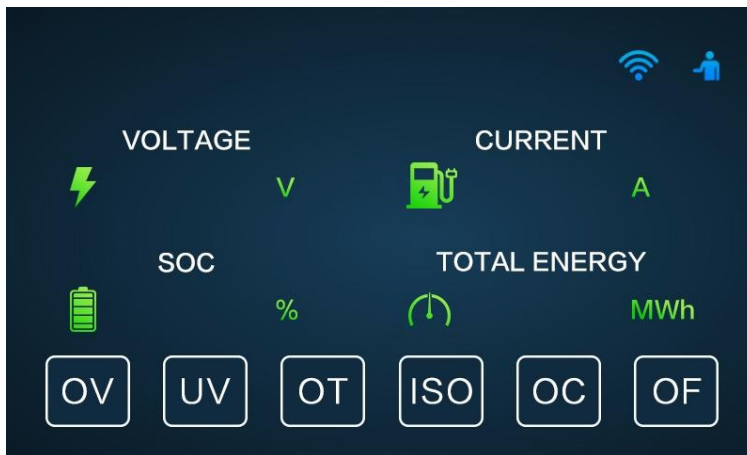 VOLTAGE CURRENT
V A
SOC TOTAL ENERGY
% MWh
OV UV OT ISO OC OF